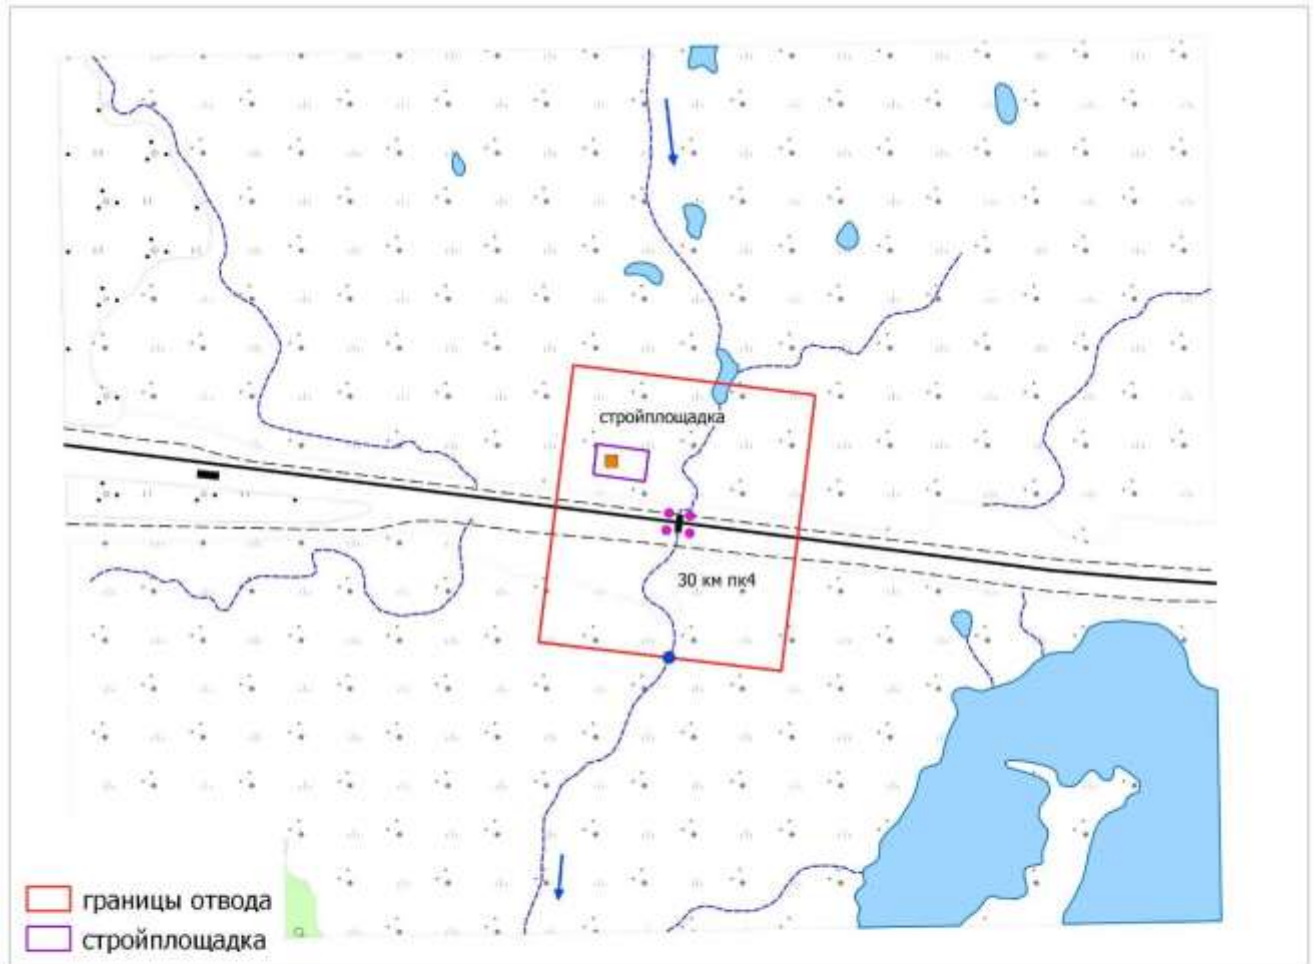 стройплощадка
30 км пк4
границы отвода
стройплощадка